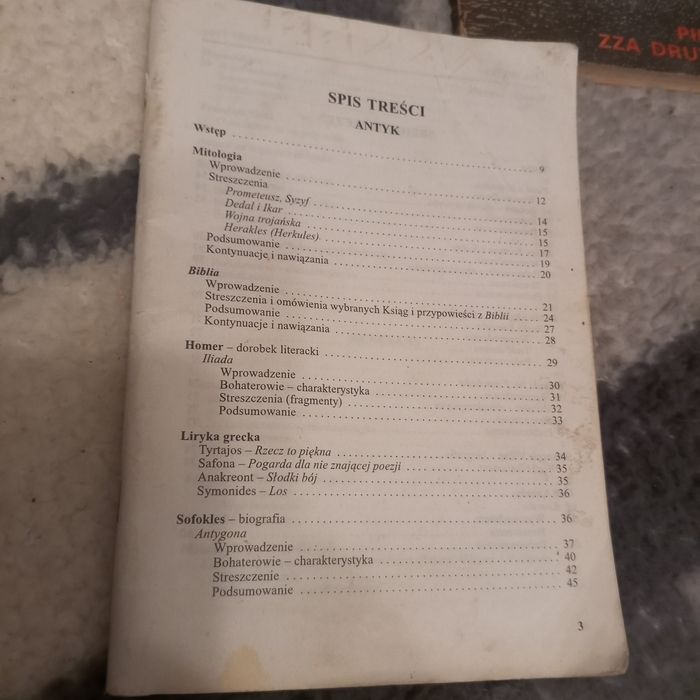 SPIS TREŚCI
ANTYK
Wstęp 9
Mitologia
Wprowadzenie 12
Streszczenia
Prometeusz, Syzyf 14
Dedal i Ikar 15
Wojna trojańska 15
Herakles (Herkules) 17
Podsumowanie 19
Kontynuacje i nawiązania 20
Biblia
Wprowadzenie 21
Streszczenia i omówienia wybranych Ksiąg i przypowieści z Biblii 24
Podsumowanie 27
Kontynuacje i nawiązania 28
Homer – dorobek literacki 29
Iliada
Wprowadzenie 30
Bohaterowie – charakterystyka 31
Streszczenia (fragmenty) 32
Podsumowanie 33
Liryka grecka
Tyrtajos – Rzecz to piękna 34
Safona – Pogarda dla nie znającej poezji 35
Anakreont – Słodki bój 35
Symonides – Los 36
Sofokles – biografia 36
Antygona
Wprowadzenie 37
Bohaterowie – charakterystyka 40
Streszczenie 42
Podsumowanie 45
3
ZZA